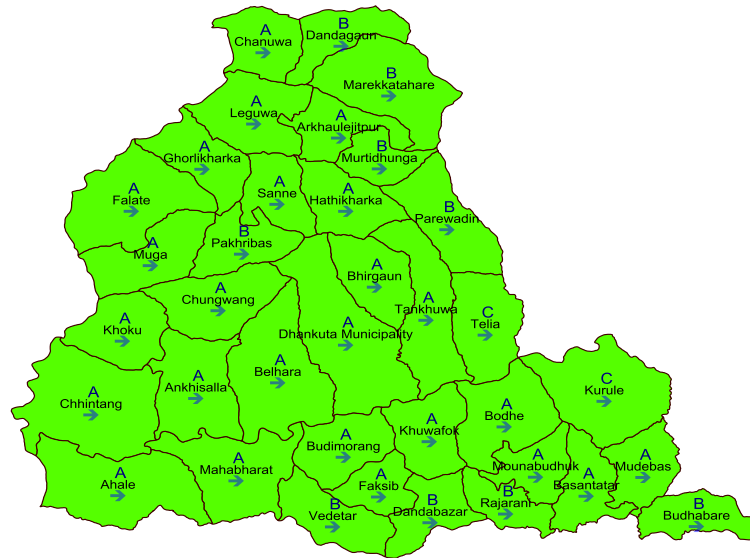 A
Chanuwa
B
Dandagaun
B
Marekkatahare
A
Leguwa
A
Arkhaulejitpur
B
Murtidhunga
A
Ghorlikharka
A
Falate
A
Sanne
A
Hathikharka
B
Parewadin
B
Pakhribas
A
Muga
A
Bhirgaun
A
Chungwang
A
Tankhuwa
C
Telia
A
Khoku
A
Dhankuta Municipality
A
Belhara
A
Ankhisalla
A
Chhintang
C
Kurule
A
Bodhe
A
Khuwafok
A
Budimorang
A
Mahabharat
A
Mounabudhuk
A
Mudebas
A
Basantatar
A
Ahale
A
Faksib
B
Rajarani
B
Vedetar
B
Dandabazar
B
Budhabare